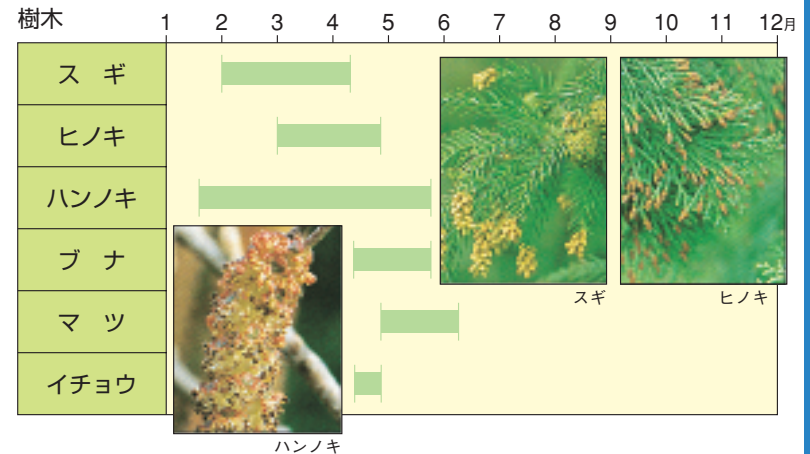 樹木 1 2 3 4 5 6 7 8 9 10 11 12月
ス ギ
ヒノキ
ハンノキ
ブ ナ
マ ツ
イチョウ
スギ
ヒノキ
ハンノキ